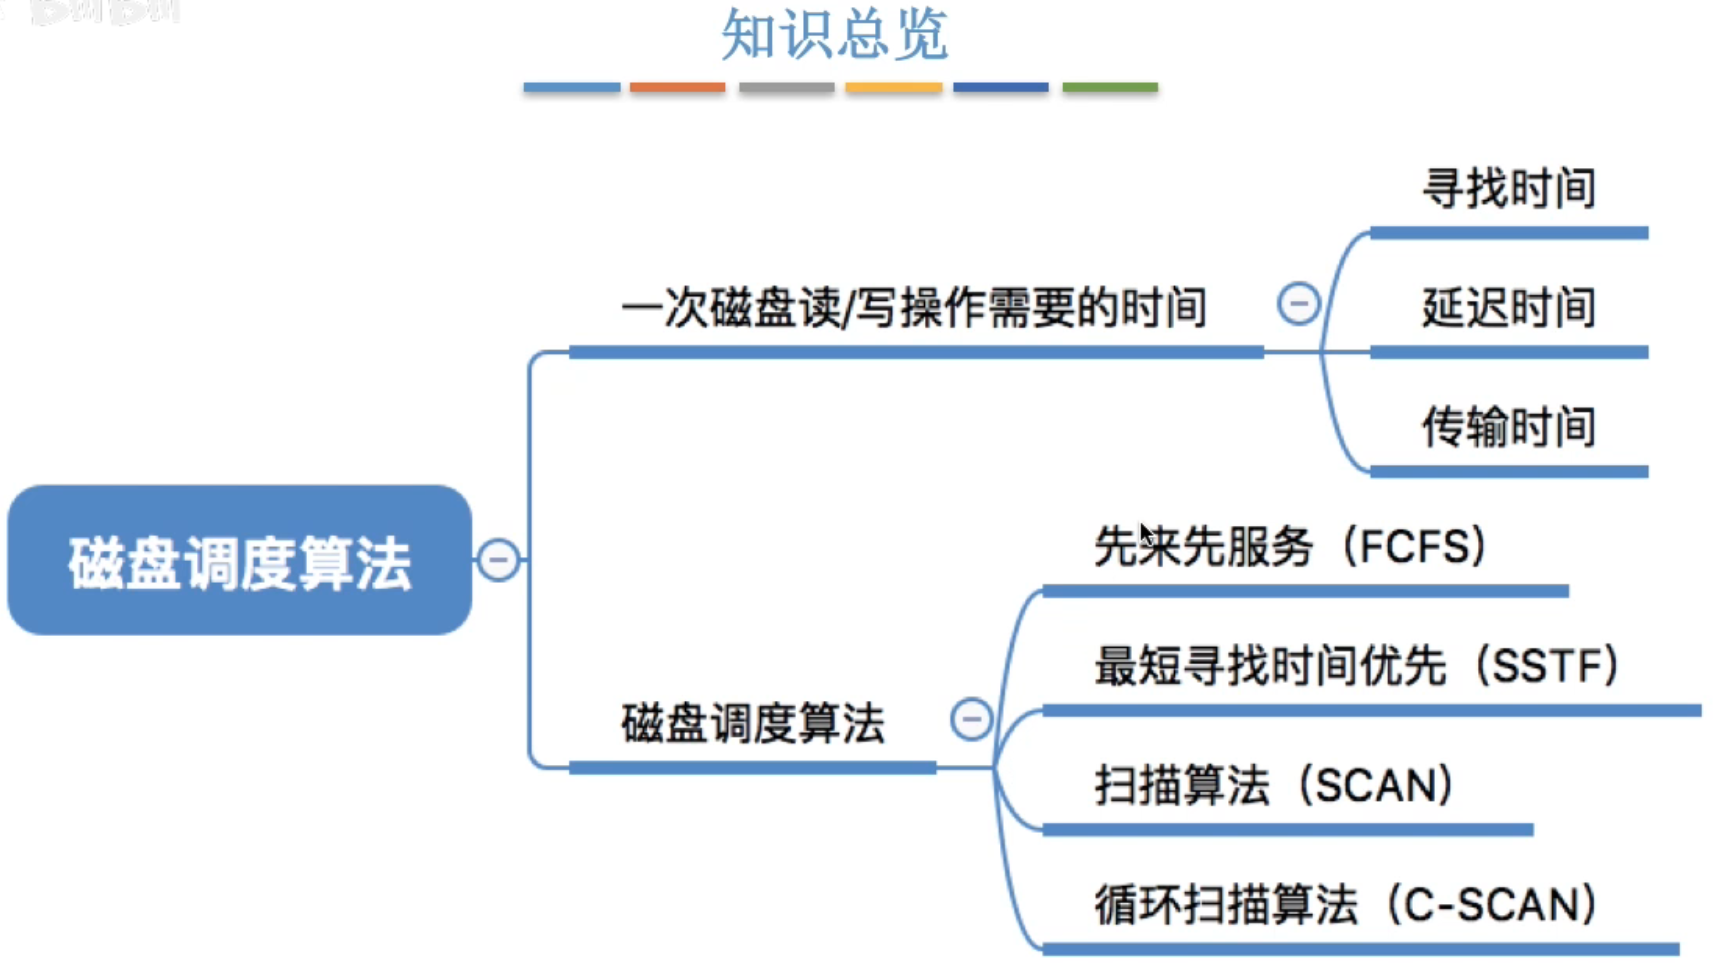 知识总览
寻找时间
一次磁盘读/写操作需要的时间
延迟时间
传输时间
磁盘调度算法
先来先服务（FCFS）
最短寻找时间优先（SSTF）
磁盘调度算法
扫描算法（SCAN）
循环扫描算法（C-SCAN）